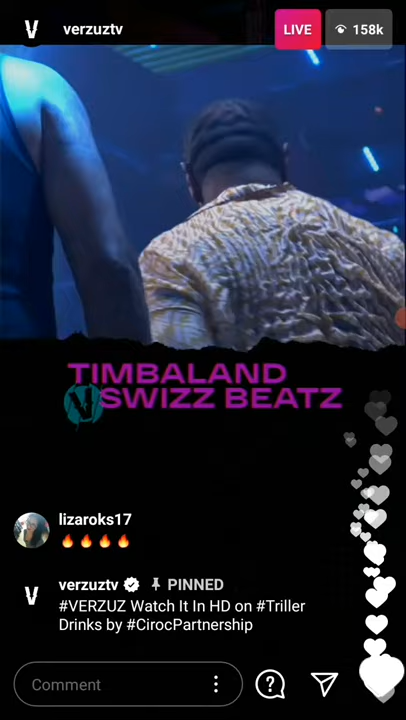 V verzuztv LIVE 158k
TIMBALAND
V SWIZZ BEATZ
lizaroks17
🔥🔥🔥🔥
V verzuztv PINNED
#VERZUZ Watch It In HD on #Triller
Drinks by #CirocPartnership
Comment